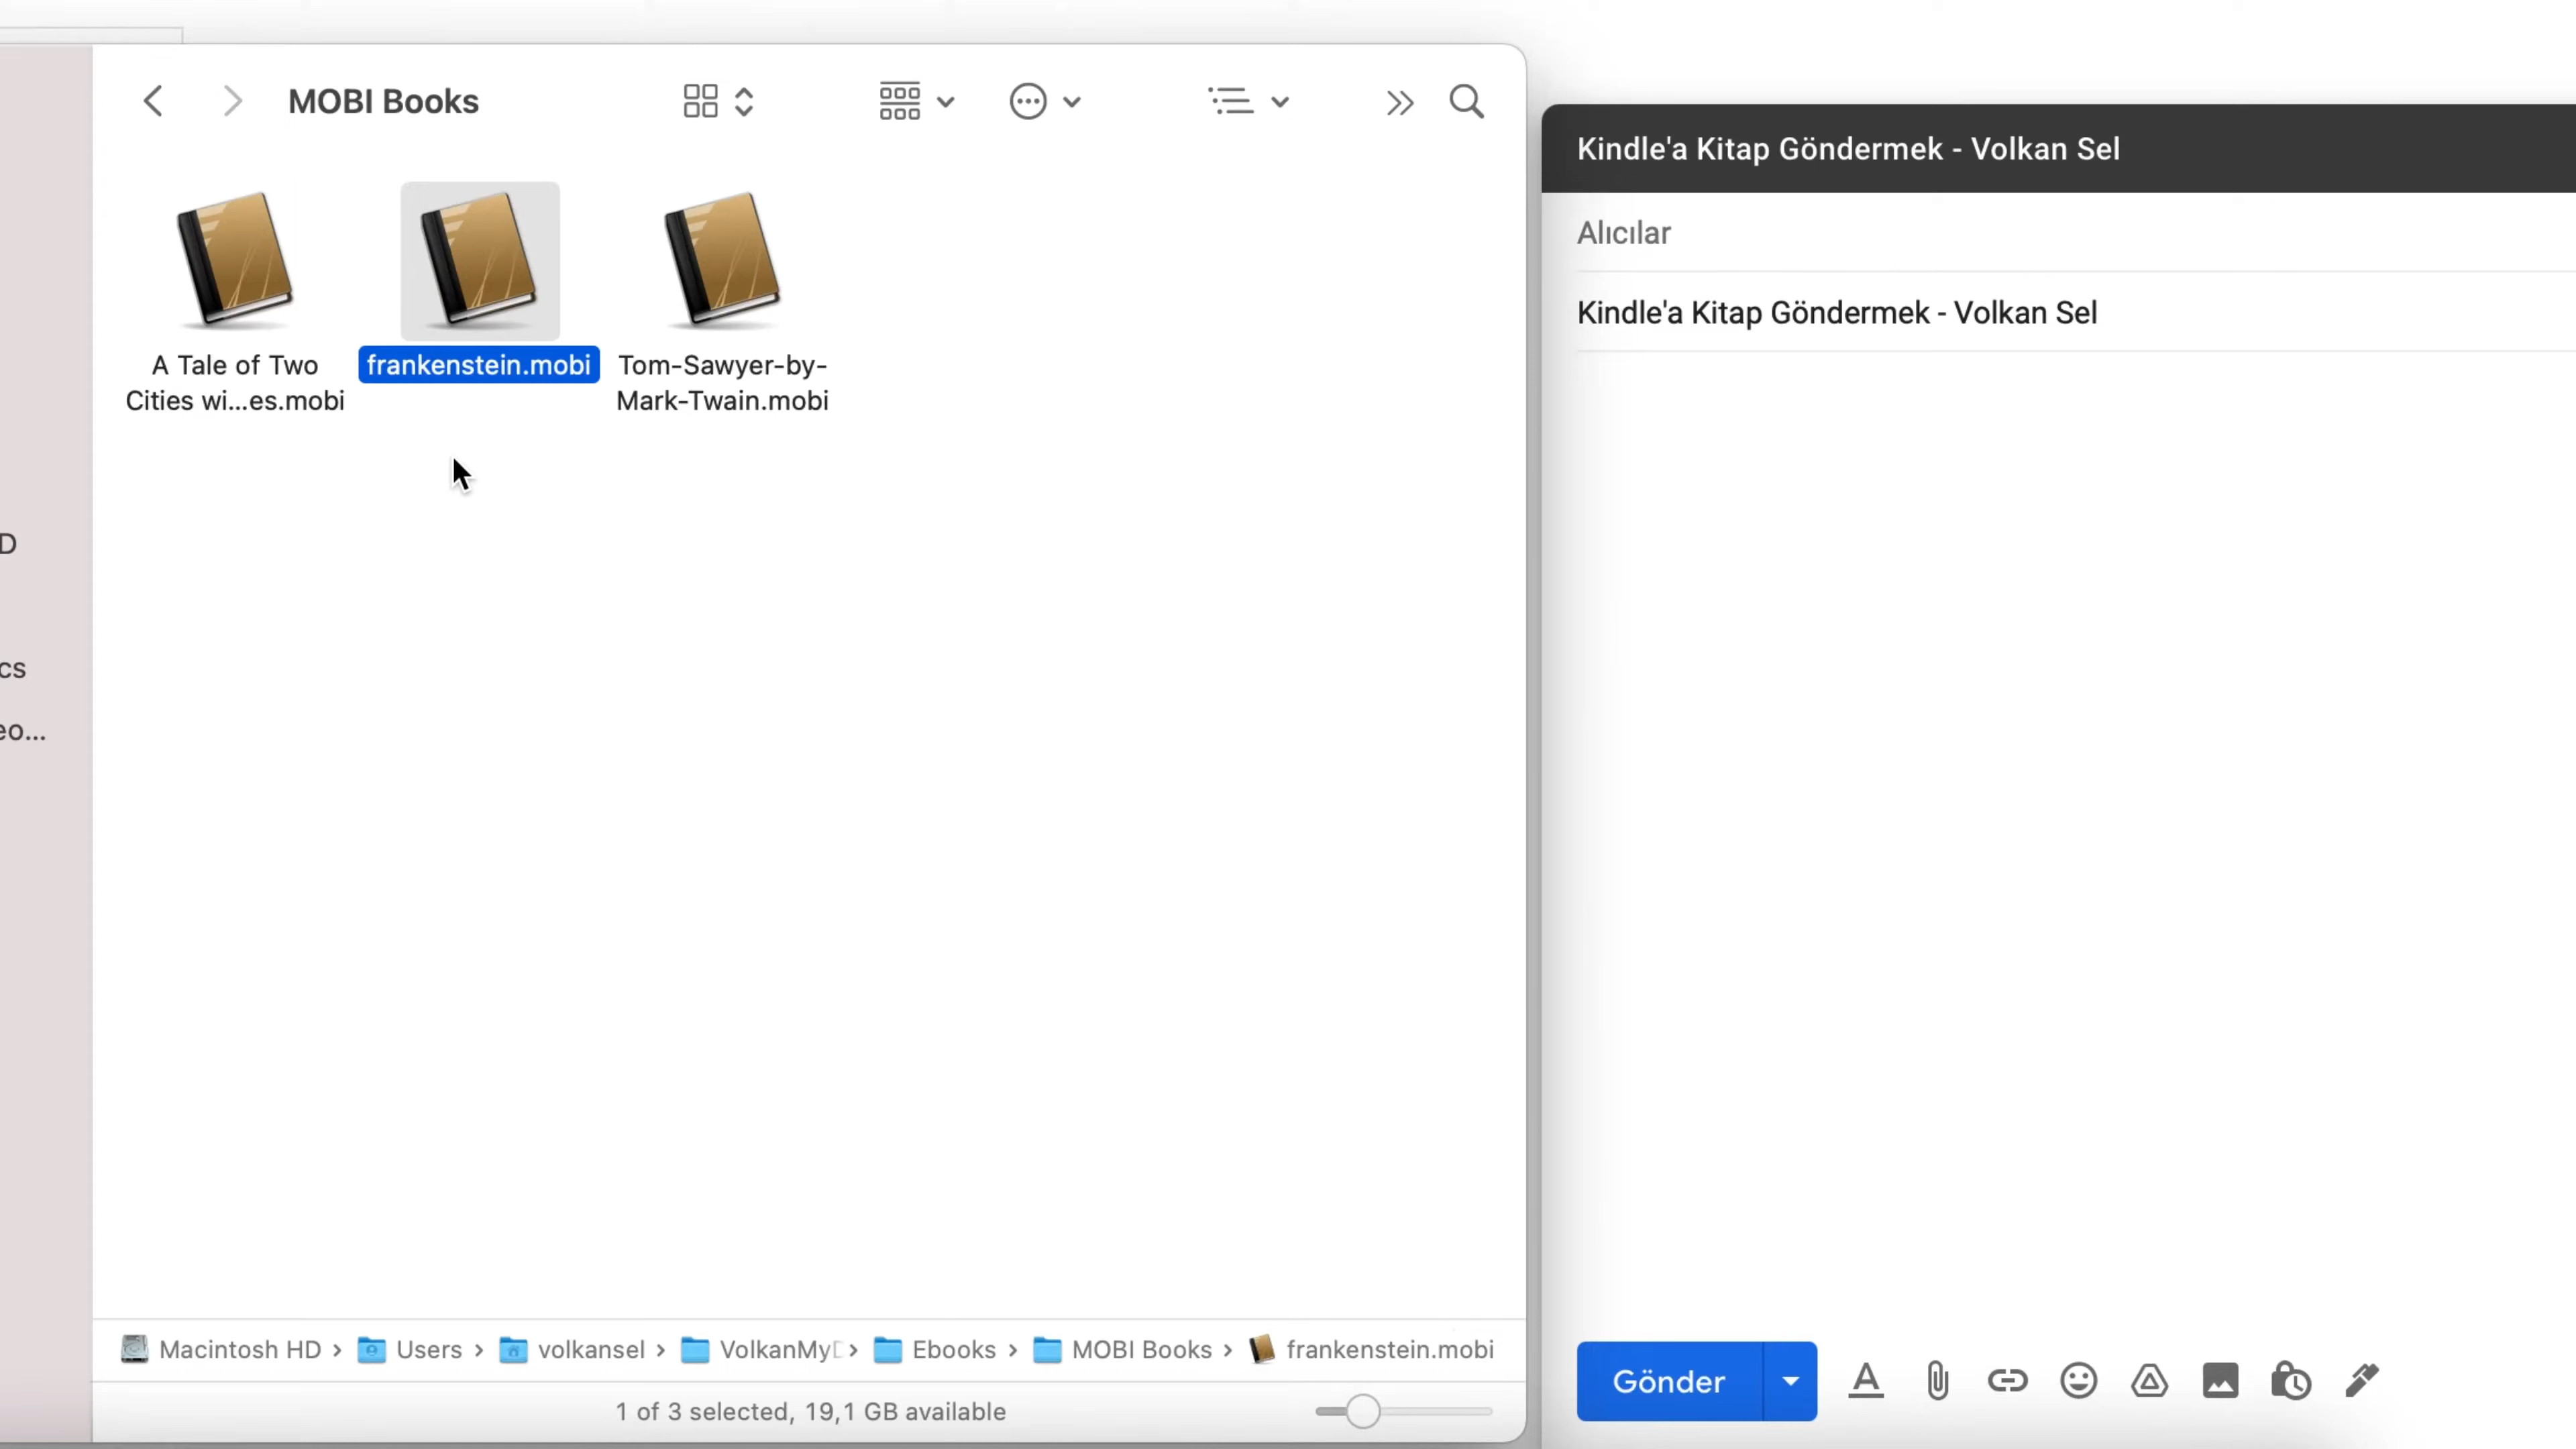 MOBI Books
A Tale of Two
Cities wi...es.mobi
frankenstein.mobi
Tom-Sawyer-by-
Mark-Twain.mobi
D
cs
eo...
Macintosh HD › Users › volkansel › VolkanMyD › Ebooks › MOBI Books › frankenstein.mobi
1 of 3 selected, 19,1 GB available
Kindle'a Kitap Göndermek - Volkan Sel
Alıcılar
Kindle'a Kitap Göndermek - Volkan Sel
Gönder